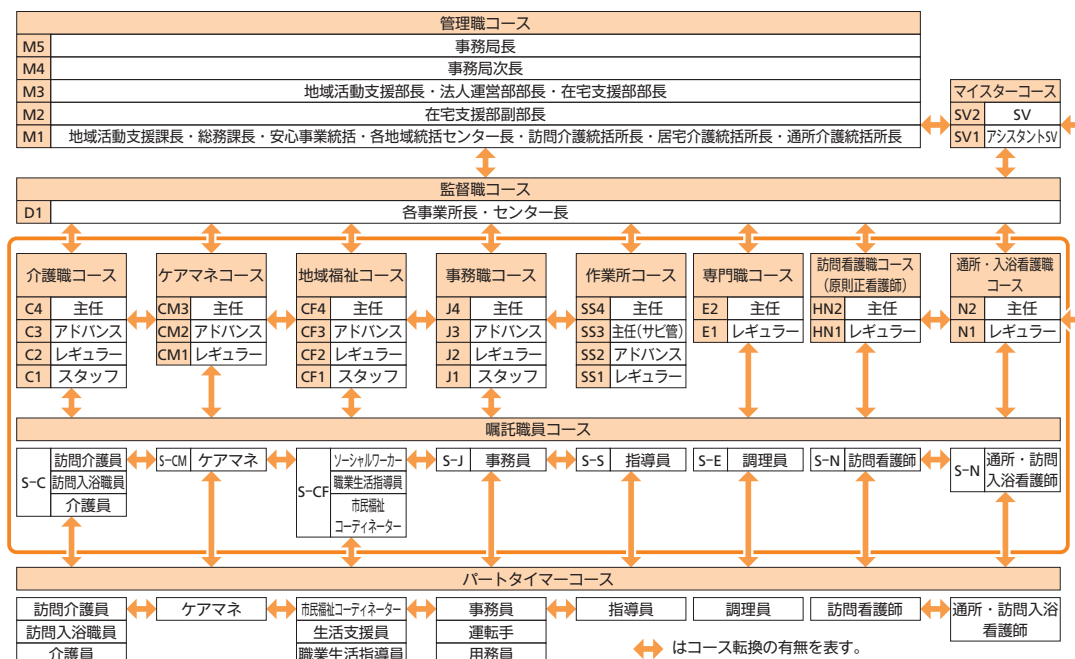 管理職コース
M5 事務局長
M4 事務局次長
M3 地域活動支援部長・法人運営部部長・在宅支援部部長
M2 在宅支援部副部長
M1 地域活動支援課長・総務課長・安心事業統括・各地域統括センター長・訪問介護統括所長・居宅介護統括所長・通所介護統括所長
マイスターコース
SV2 SV
SV1 アシスタントSV
監督職コース
D1 各事業所長・センター長
介護職コース
C4 主任
C3 アドバンス
C2 レギュラー
C1 スタッフ
ケアマネコース
CM3 主任
CM2 アドバンス
CM1 レギュラー
地域福祉コース
CF4 主任
CF3 アドバンス
CF2 レギュラー
CF1 スタッフ
事務職コース
J4 主任
J3 アドバンス
J2 レギュラー
J1 スタッフ
作業所コース
SS4 主任
SS3 主任(サビ管)
SS2 アドバンス
SS1 レギュラー
専門職コース
E2 主任
E1 レギュラー
訪問看護職コース
(原則正看護師)
HN2 主任
HN1 レギュラー
通所・入浴看護職
コース
N2 主任
N1 レギュラー
嘱託職員コース
S-C
訪問介護員
訪問入浴職員
介護員
S-CM ケアマネ
S-CF
ソーシャルワーカー
職業生活指導員
市民福祉
コーディネーター
S-J 事務員
S-S 指導員
S-E 調理員
S-N 訪問看護師
S-N
通所・訪問
入浴看護師
パートタイマーコース
訪問介護員
訪問入浴職員
介護員
ケアマネ
市民福祉コーディネーター
生活支援員
職業生活指導員
事務員
運転手
用務員
指導員
調理員
訪問看護師
通所・訪問入浴
看護師
はコース転換の有無を表す。